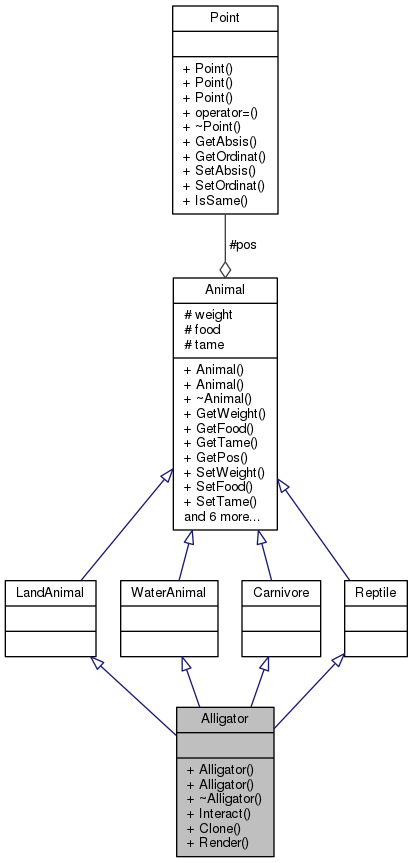 Point
+ Point()
+ Point()
+ Point()
+ operator=()
+ ~Point()
+ GetAbsis()
+ GetOrdinat()
+ SetAbsis()
+ SetOrdinat()
+ IsSame()
#pos
Animal
# weight
# food
# tame
+ Animal()
+ Animal()
+ ~Animal()
+ GetWeight()
+ GetFood()
+ GetTame()
+ GetPos()
+ SetWeight()
+ SetFood()
+ SetTame()
and 6 more...
LandAnimal
WaterAnimal
Carnivore
Reptile
Alligator
+ Alligator()
+ Alligator()
+ ~Alligator()
+ Interact()
+ Clone()
+ Render()